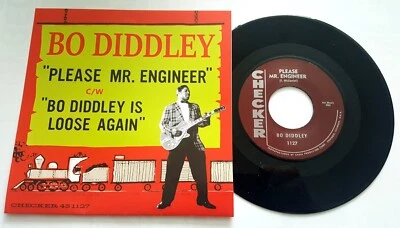 BO DIDDLEY
"PLEASE MR. ENGINEER"
C/W
"BO DIDDLEY IS
LOOSE AGAIN"
CHECKER 45 1127
CHECKER
PLEASE
MR. ENGINEER
BO DIDDLEY
1127